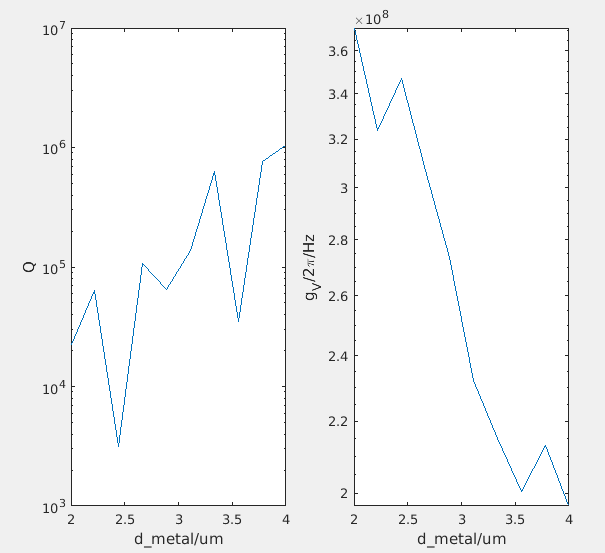 10^7
10^6
10^5
10^4
10^3
Q
2 2.5 3 3.5 4
d_metal/um
×10^8
3.6
3.4
3.2
3
2.8
2.6
2.4
2.2
2
g_V/2π/Hz
2 2.5 3 3.5 4
d_metal/um